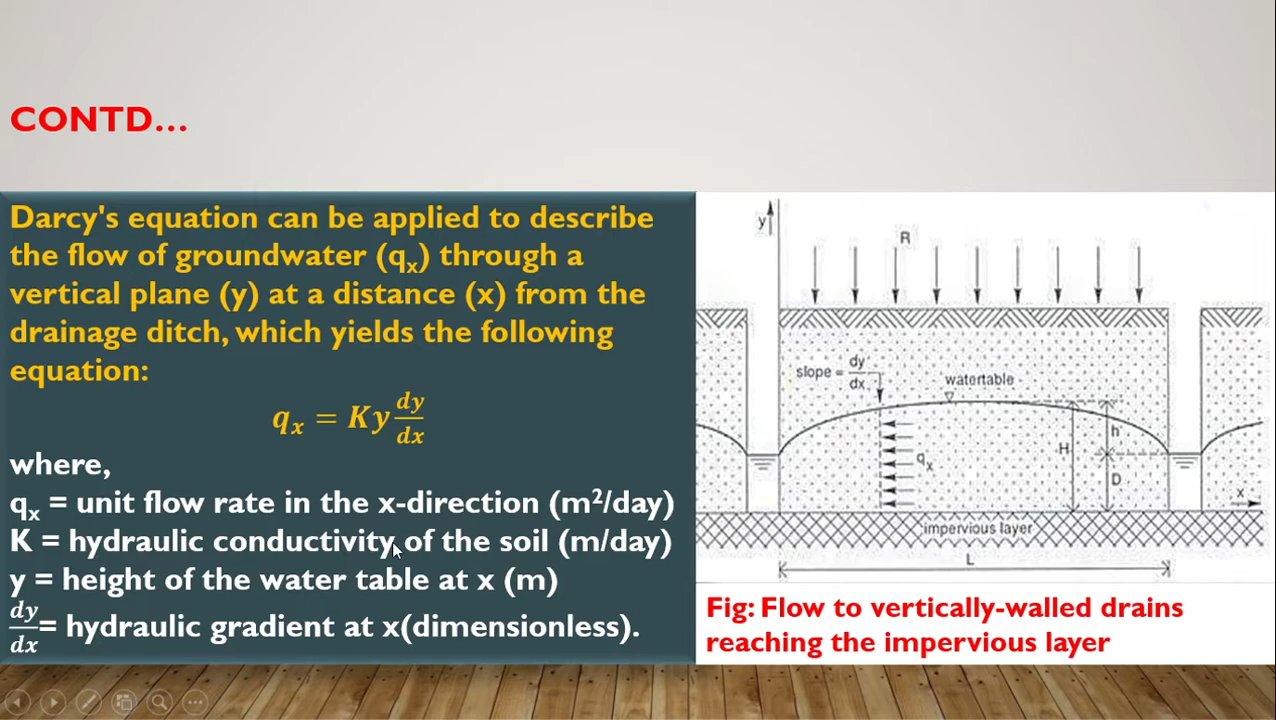 CONTD...
Darcy's equation can be applied to describe
the flow of groundwater (qₓ) through a
vertical plane (y) at a distance (x) from the
drainage ditch, which yields the following
equation:
qₓ = Ky dy/dx
where,
qₓ = unit flow rate in the x-direction (m²/day)
K = hydraulic conductivity of the soil (m/day)
y = height of the water table at x (m)
dy/dx = hydraulic gradient at x(dimensionless).
y
R
slope = dy/dx
watertable
h
H
qₓ
D
x
impervious layer
L
Fig: Flow to vertically-walled drains
reaching the impervious layer